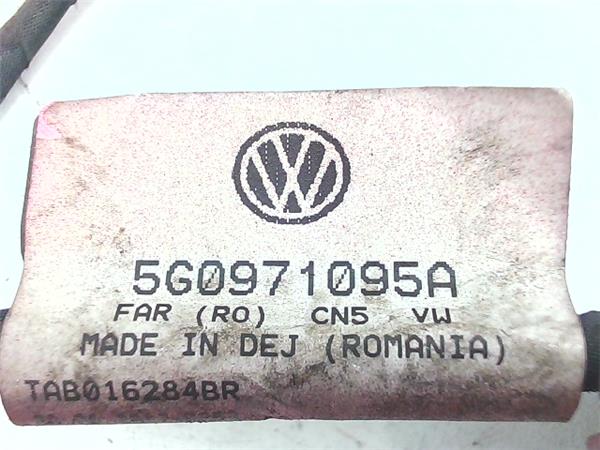 5G0971095A
FAR (RO) CN5 VW
MADE IN DEJ (ROMANIA)
TAB016284BR